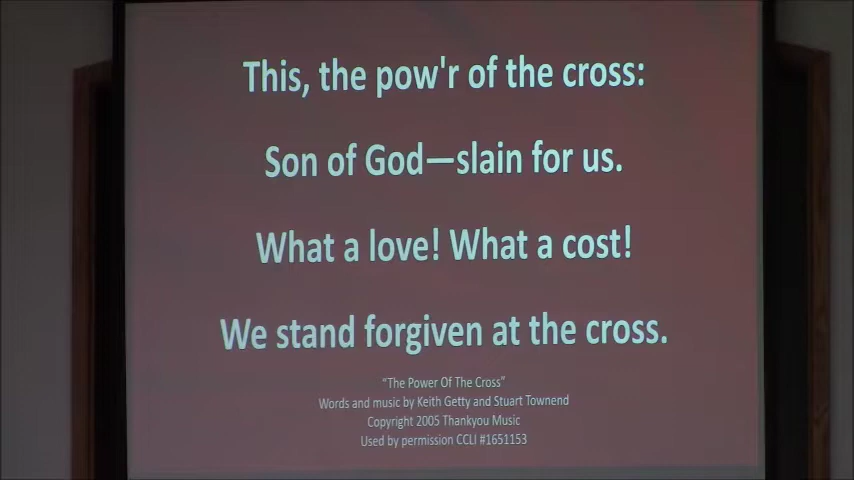 This, the pow'r of the cross:
Son of God—slain for us.
What a love! What a cost!
We stand forgiven at the cross.
“The Power Of The Cross”
Words and music by Keith Getty and Stuart Townend
Copyright 2005 Thankyou Music
Used by permission CCLI #1651153